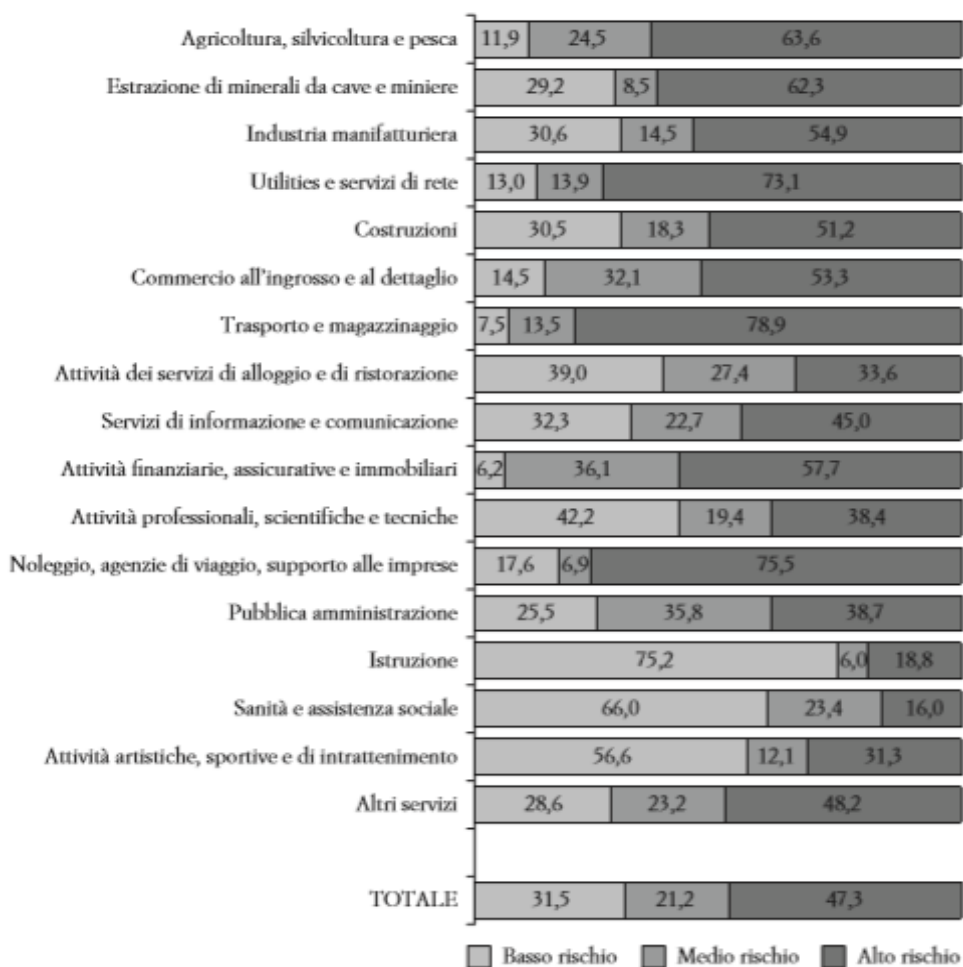 Agricoltura, silvicoltura e pesca 11,9 24,5 63,6
Estrazione di minerali da cave e miniere 29,2 8,5 62,3
Industria manifatturiera 30,6 14,5 54,9
Utilities e servizi di rete 13,0 13,9 73,1
Costruzioni 30,5 18,3 51,2
Commercio all'ingrosso e al dettaglio 14,5 32,1 53,3
Trasporto e magazzinaggio 7,5 13,5 78,9
Attività dei servizi di alloggio e di ristorazione 39,0 27,4 33,6
Servizi di informazione e comunicazione 32,3 22,7 45,0
Attività finanziarie, assicurative e immobiliari 6,2 36,1 57,7
Attività professionali, scientifiche e tecniche 42,2 19,4 38,4
Noleggio, agenzie di viaggio, supporto alle imprese 17,6 6,9 75,5
Pubblica amministrazione 25,5 35,8 38,7
Istruzione 75,2 6,0 18,8
Sanità e assistenza sociale 66,0 23,4 16,0
Attività artistiche, sportive e di intrattenimento 56,6 12,1 31,3
Altri servizi 28,6 23,2 48,2
TOTALE 31,5 21,2 47,3
Basso rischio Medio rischio Alto rischio